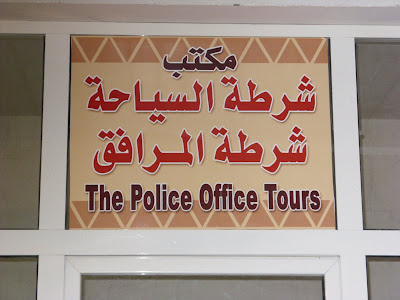 مكتب
شرطة السياحة
شرطة المرافق
The Police Office Tours